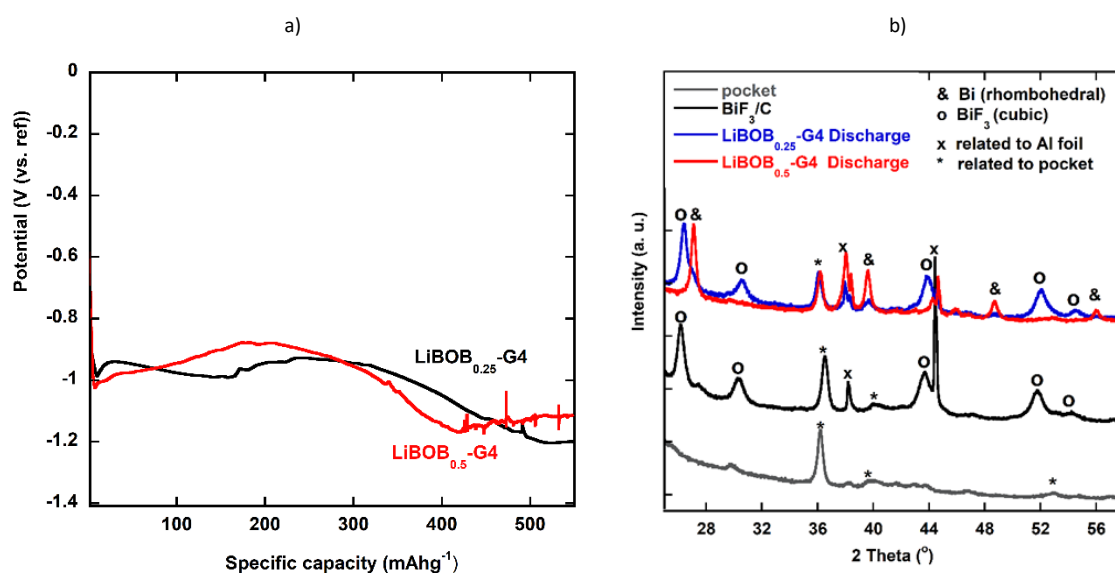 a)
b)
0
-0.2
-0.4
-0.6
-0.8
-1
-1.2
-1.4
Potential (V (vs. ref))
LiBOB0.25-G4
LiBOB0.5-G4
100 200 300 400 500
Specific capacity (mAhg-1)
pocket
BiF3/C
LiBOB0.25-G4 Discharge
LiBOB0.5-G4 Discharge
& Bi (rhombohedral)
o BiF3 (cubic)
x related to Al foil
* related to pocket
Intensity (a. u.)
o & o * x & o x & o o &
o o * x * o x o o
* * *
28 32 36 40 44 48 52 56
2 Theta (o)